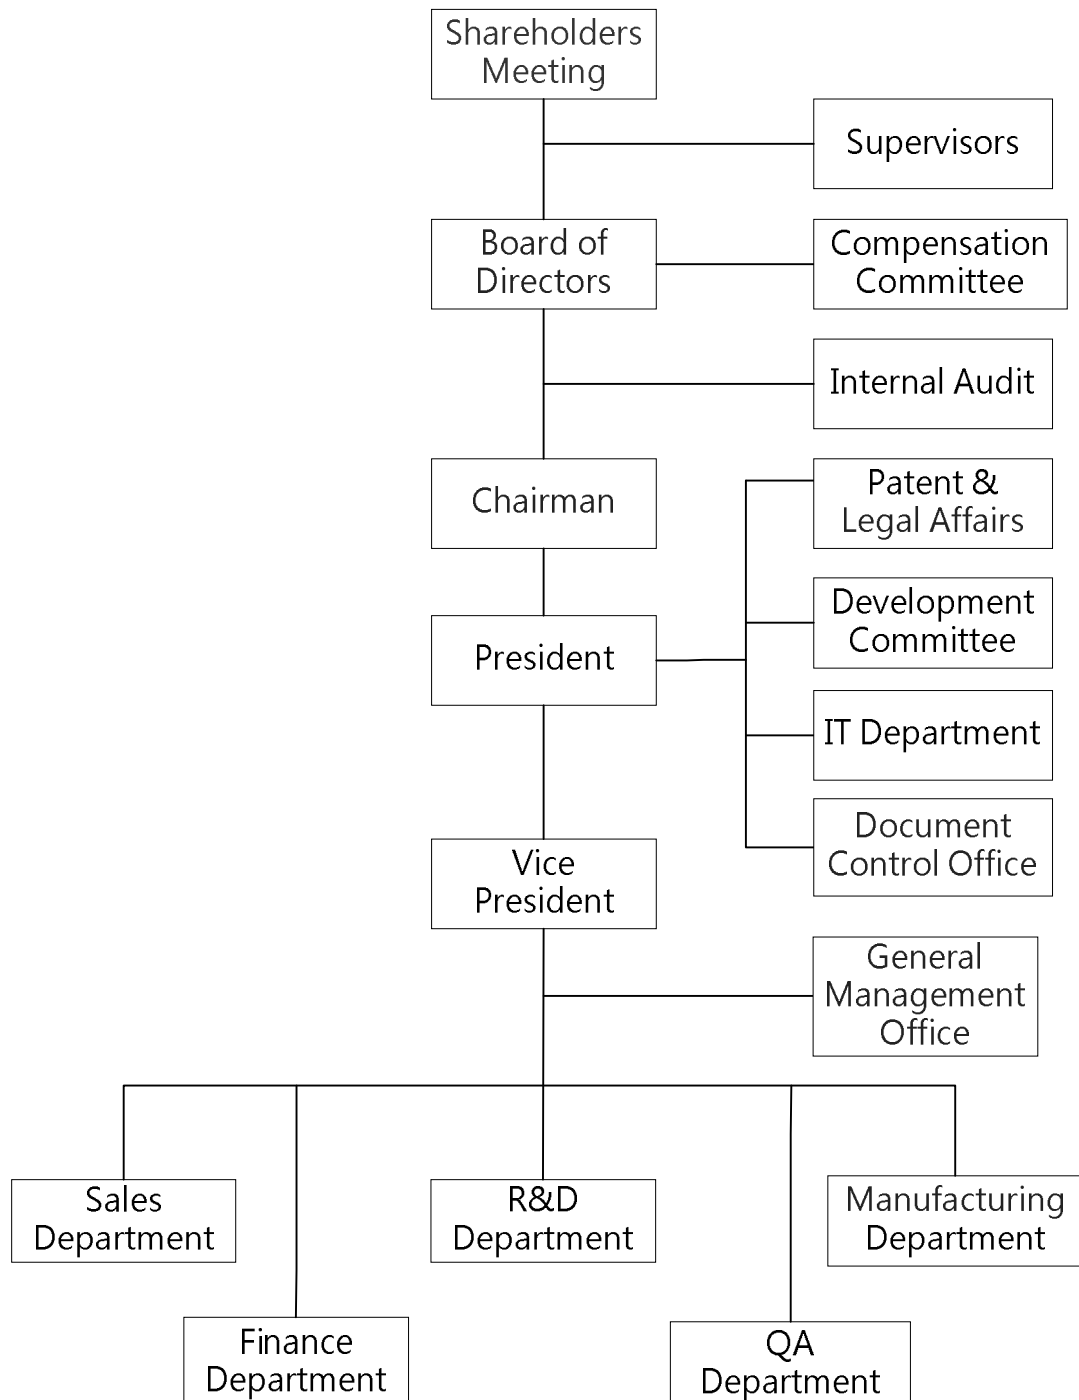 Shareholders
Meeting
Supervisors
Board of
Directors
Compensation
Committee
Internal Audit
Chairman
Patent &
Legal Affairs
Development
Committee
President
IT Department
Document
Control Office
Vice
President
General
Management
Office
Sales
Department
R&D
Department
Manufacturing
Department
Finance
Department
QA
Department